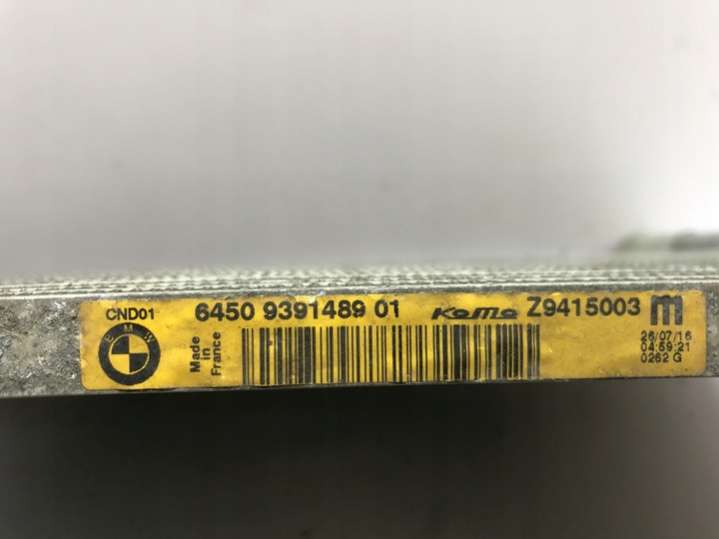 CND01
BMW
6450 9391489 01
KoMo
Z9415003
m
Made
in
France
26/07/16
04:59:21
0262 G